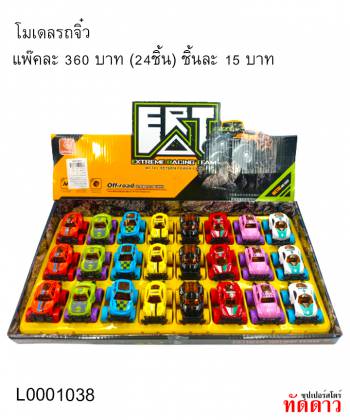 โมเดลรถจิ๋ว
แพ๊คละ 360 บาท (24ชิ้น) ชิ้นละ 15 บาท
ERT
EXTREME RACING TEAM
Off-road
L0001038
ซุปเปอร์สโตร์
ทัดดาว